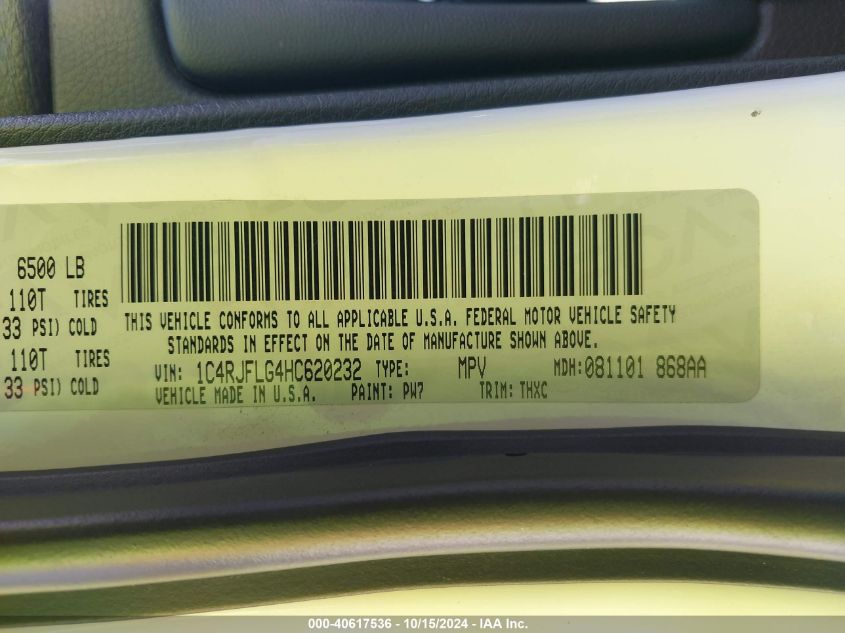 6500 LB
110T TIRES
33 PSI) COLD
110T TIRES
33 PSI) COLD
THIS VEHICLE CONFORMS TO ALL APPLICABLE U.S.A. FEDERAL MOTOR VEHICLE SAFETY
STANDARDS IN EFFECT ON THE DATE OF MANUFACTURE SHOWN ABOVE.
VIN: 1C4RJFLG4HC620232 TYPE: MPV MDH: 081101 868AA
VEHICLE MADE IN U.S.A. PAINT: PW7 TRIM: THXC
000-40617536 - 10/15/2024 - IAA Inc.